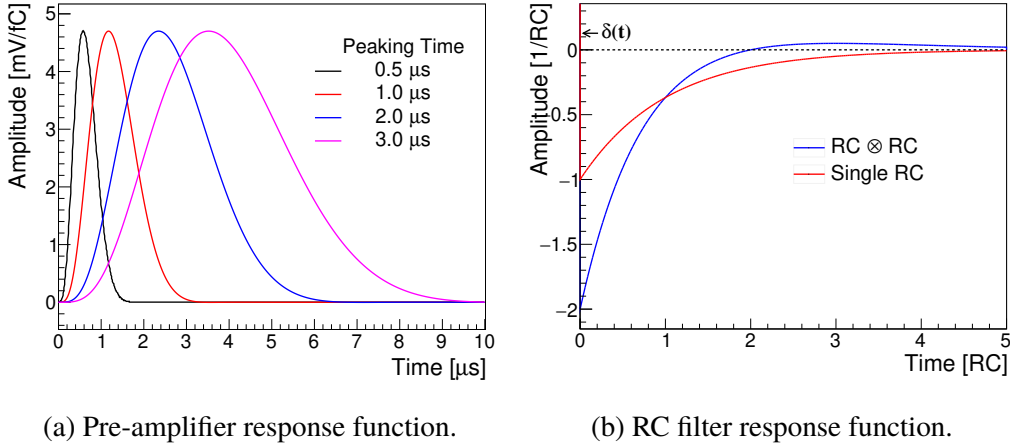 Amplitude [mV/fC]
5
4
3
2
1
0
Peaking Time
0.5 μs
1.0 μs
2.0 μs
3.0 μs
0 1 2 3 4 5 6 7 8 9 10
Time [μs]
(a) Pre-amplifier response function.
Amplitude [1/RC]
δ(t)
0
−0.5
−1
−1.5
−2
RC ⊗ RC
Single RC
0 1 2 3 4 5
Time [RC]
(b) RC filter response function.